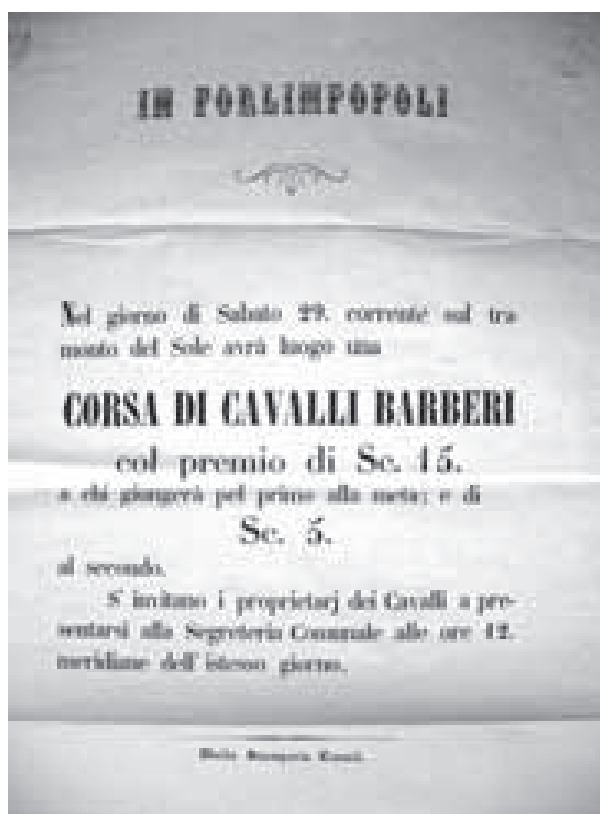 IN FORLIMPOPOLI
Nel giorno di Sabato 29. corrente sul tra
monto del Sole avrà luogo una
CORSA DI CAVALLI BARBERI
col premio di Sc. 15.
a chi giungerà pel primo alla meta; e di
Sc. 5.
al secondo.
S' invitano i proprietarj dei Cavalli a pre-
sentarsi alla Segreteria Comunale alle ore 12.
meridiane dell' istesso giorno.